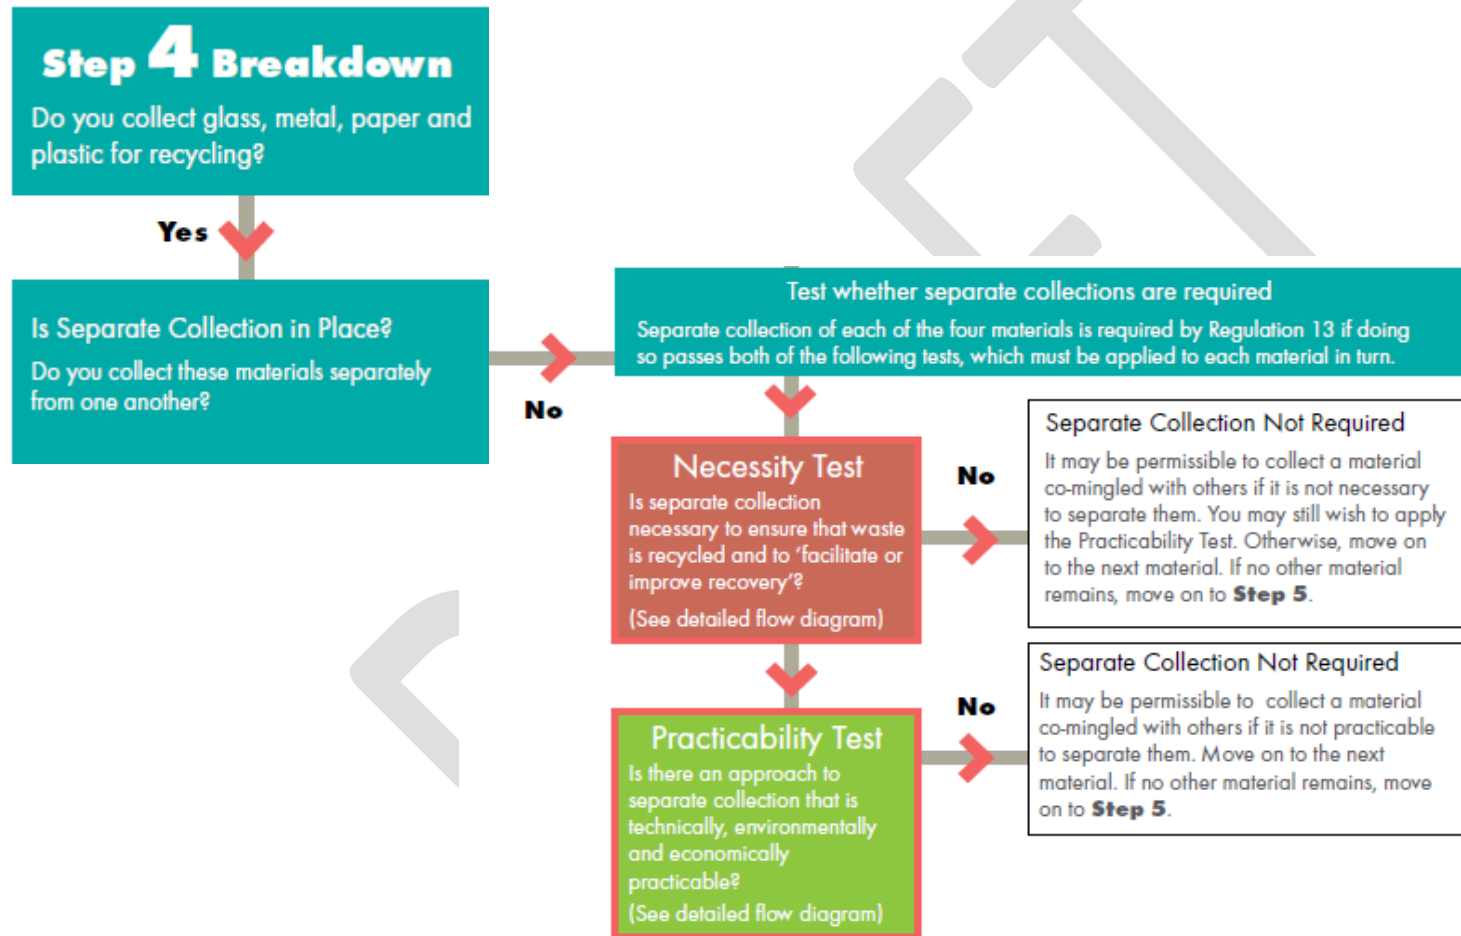 Step 4 Breakdown
Do you collect glass, metal, paper and
plastic for recycling?
Yes
Is Separate Collection in Place?
Do you collect these materials separately
from one another?
No
Test whether separate collections are required
Separate collection of each of the four materials is required by Regulation 13 if doing
so passes both of the following tests, which must be applied to each material in turn.
Necessity Test
Is separate collection
necessary to ensure that waste
is recycled and to ‘facilitate or
improve recovery’?
(See detailed flow diagram)
No
Separate Collection Not Required
It may be permissible to collect a material
co-mingled with others if it is not necessary
to separate them. You may still wish to apply
the Practicability Test. Otherwise, move on
to the next material. If no other material
remains, move on to Step 5.
Practicability Test
Is there an approach to
separate collection that is
technically, environmentally
and economically
practicable?
(See detailed flow diagram)
No
Separate Collection Not Required
It may be permissible to collect a material
co-mingled with others if it is not practicable
to separate them. Move on to the next
material. If no other material remains, move
on to Step 5.